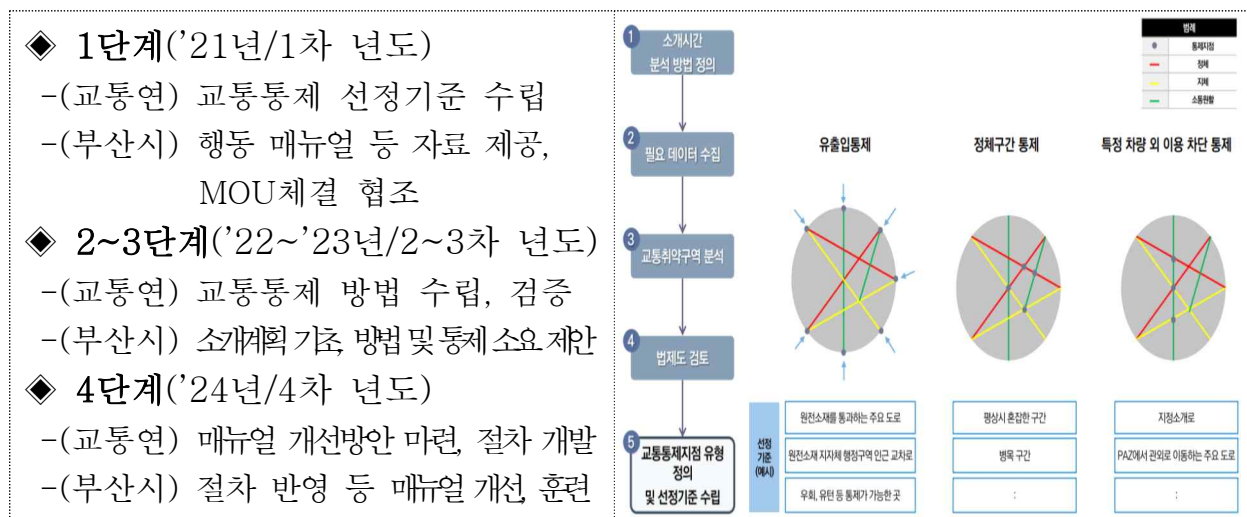 ◈ 1단계('21년/1차 년도)
-(교통연) 교통통제 선정기준 수립
-(부산시) 행동 매뉴얼 등 자료 제공,
MOU체결 협조
◈ 2~3단계('22~'23년/2~3차 년도)
-(교통연) 교통통제 방법 수립, 검증
-(부산시) 소개계획 기초, 방법 및 통제 소요 제안
◈ 4단계('24년/4차 년도)
-(교통연) 매뉴얼 개선방안 마련, 절차 개발
-(부산시) 절차 반영 등 매뉴얼 개선, 훈련
1
소개시간
분석 방법 정의
2
필요 데이터 수집
3
교통취약구역 분석
4
법제도 검토
5
교통통제지점 유형
정의
및 선정기준 수립
범례
통제지점
정체
지체
소통원활
유출입통제
정체구간 통제
특정 차량 외 이용 차단 통제
선정
기준
(예시)
원전소재를 통과하는 주요 도로
평상시 혼잡한 구간
지정소개로
원전소재 지자체 행정구역 인근 교차로
병목 구간
PAZ에서 관외로 이동하는 주요 도로
우회, 유턴 등 통제가 가능한 곳
:
: